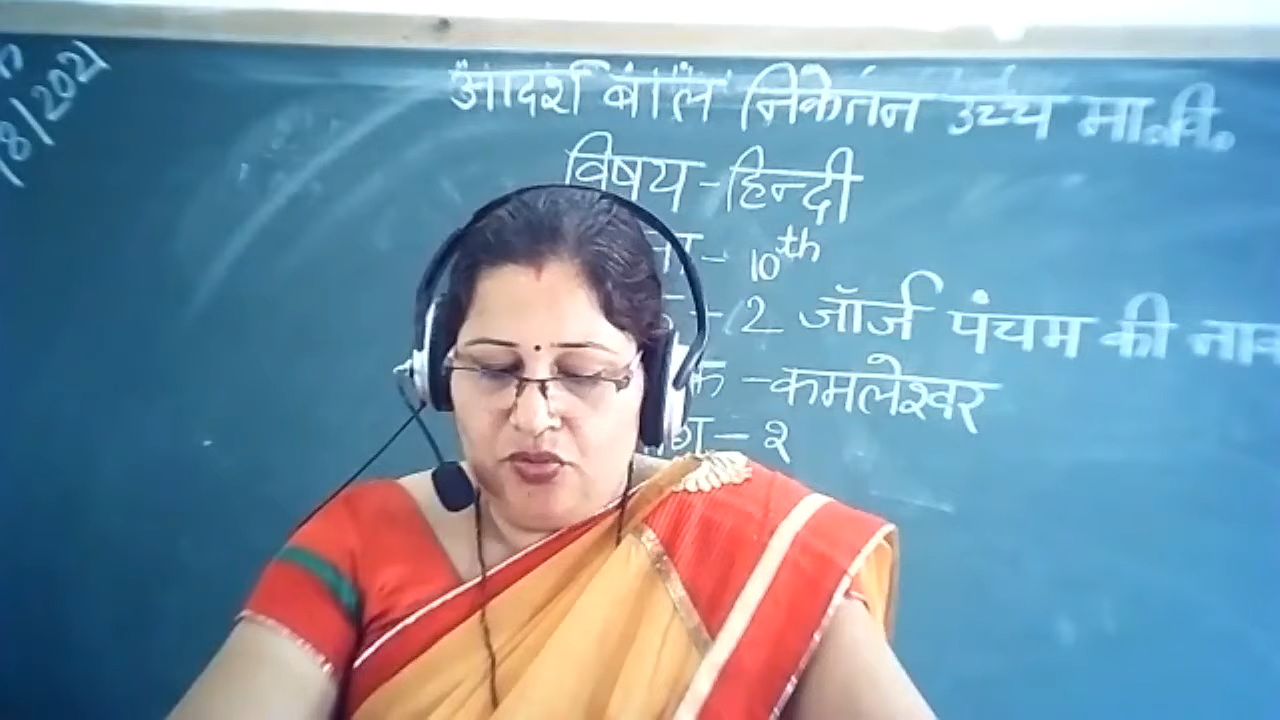 8/2021
आदर्श बाल निकेतन उच्च मा.वि.
विषय - हिन्दी
- 10th
- 2 जॉर्ज पंचम की नाक
- कमलेश्वर
- २